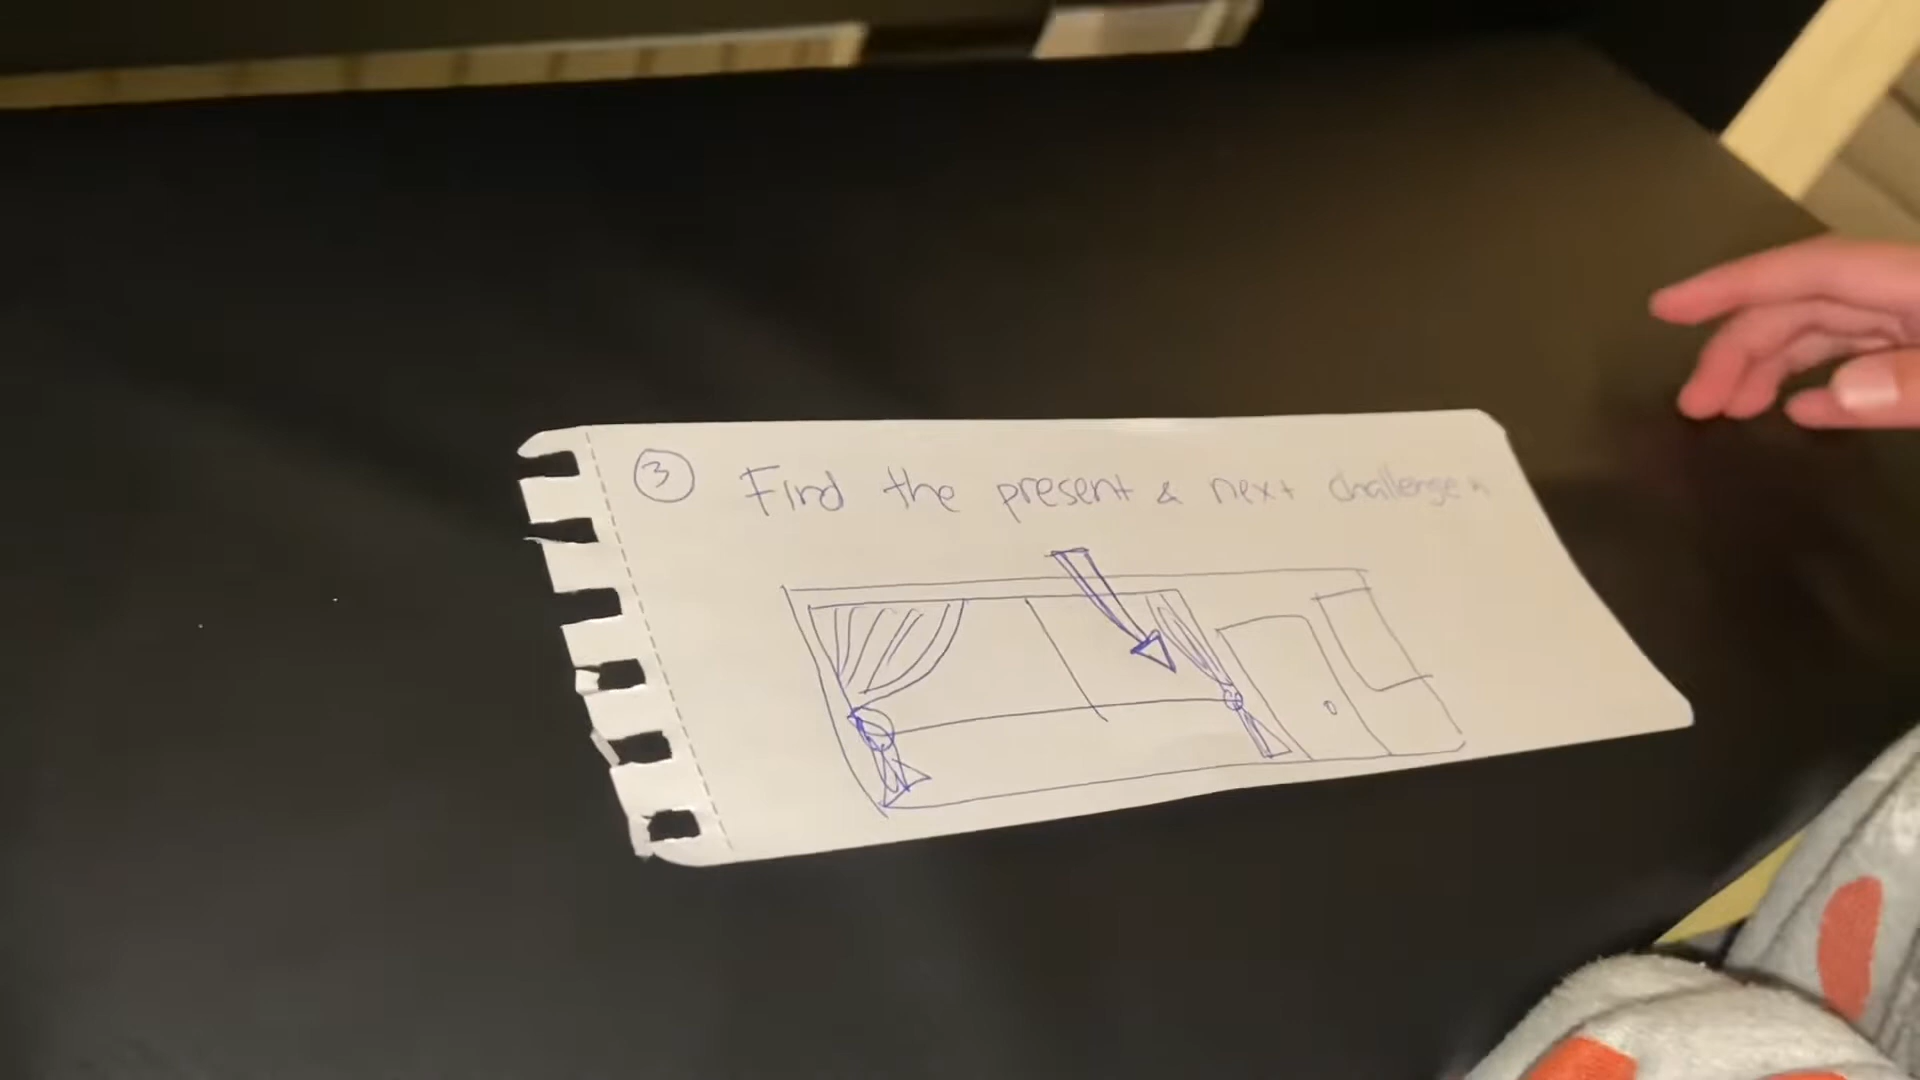 ③ Find the present & next challenge